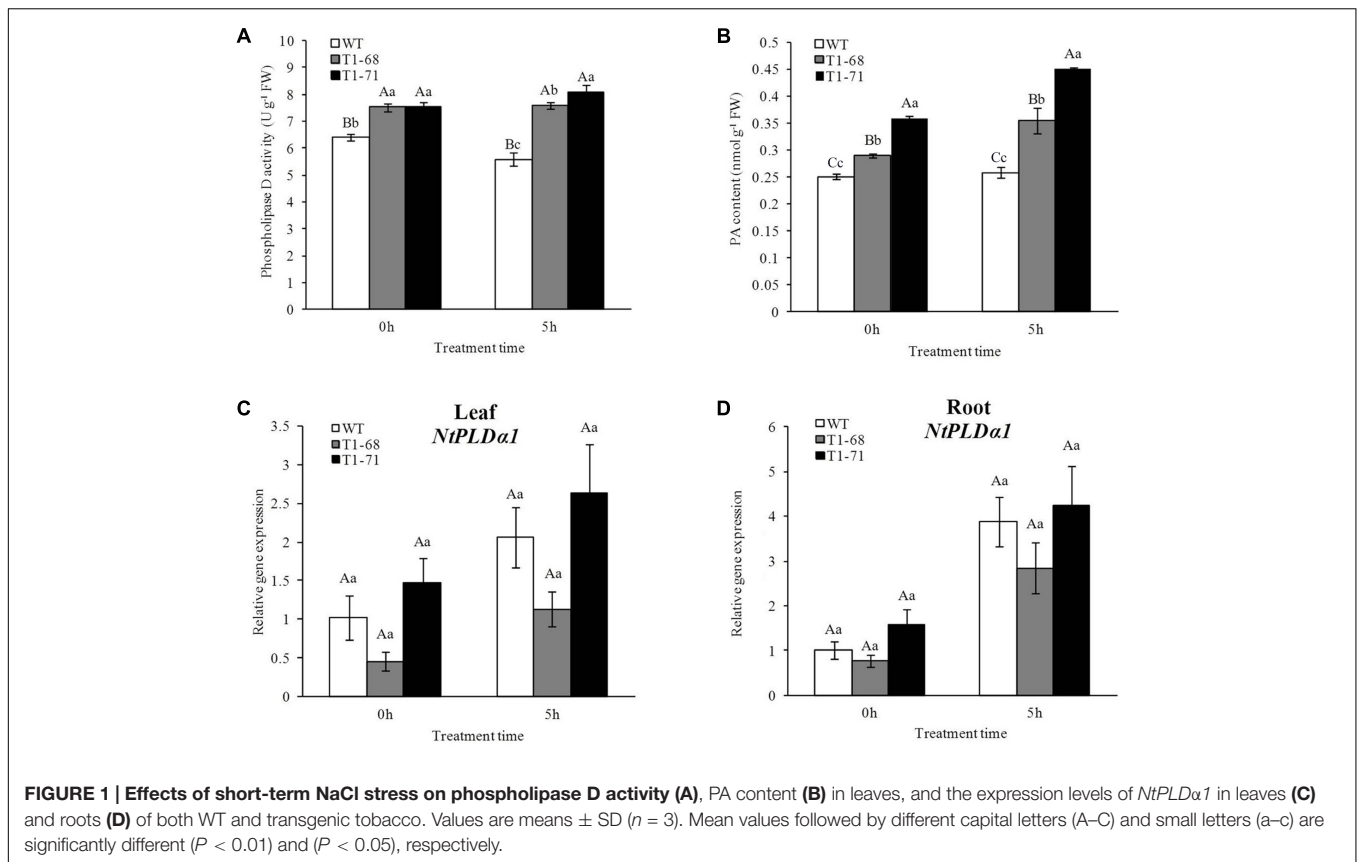 A
WT
T1-68
T1-71
10
9
8
7
6
5
4
3
2
1
0
Phospholipase D activity (U g⁻¹ FW)
Bb
Aa
Aa
Bc
Ab
Aa
0h
5h
Treatment time
B
WT
T1-68
T1-71
0.5
0.45
0.4
0.35
0.3
0.25
0.2
0.15
0.1
0.05
0
PA content (nmol g⁻¹ FW)
Cc
Bb
Aa
Cc
Bb
Aa
0h
5h
Treatment time
C
Leaf
NtPLDα1
WT
T1-68
T1-71
3.5
3
2.5
2
1.5
1
0.5
0
Relative gene expression
Aa
Aa
Aa
Aa
Aa
Aa
0h
5h
Treatment time
D
Root
NtPLDα1
WT
T1-68
T1-71
6
5
4
3
2
1
0
Relative gene expression
Aa
Aa
Aa
Aa
Aa
Aa
0h
5h
Treatment time
FIGURE 1 | Effects of short-term NaCl stress on phospholipase D activity (A), PA content (B) in leaves, and the expression levels of NtPLDα1 in leaves (C)
and roots (D) of both WT and transgenic tobacco. Values are means ± SD (n = 3). Mean values followed by different capital letters (A–C) and small letters (a–c) are
significantly different (P < 0.01) and (P < 0.05), respectively.